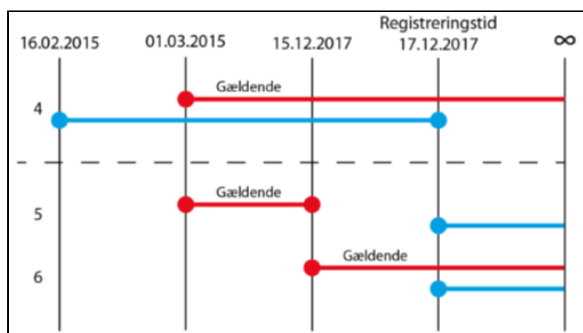 Registreringstid
16.02.2015 01.03.2015 15.12.2017 17.12.2017 ∞
Gældende
4
Gældende
5
Gældende
6